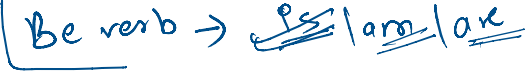 Be verb → is / am / are